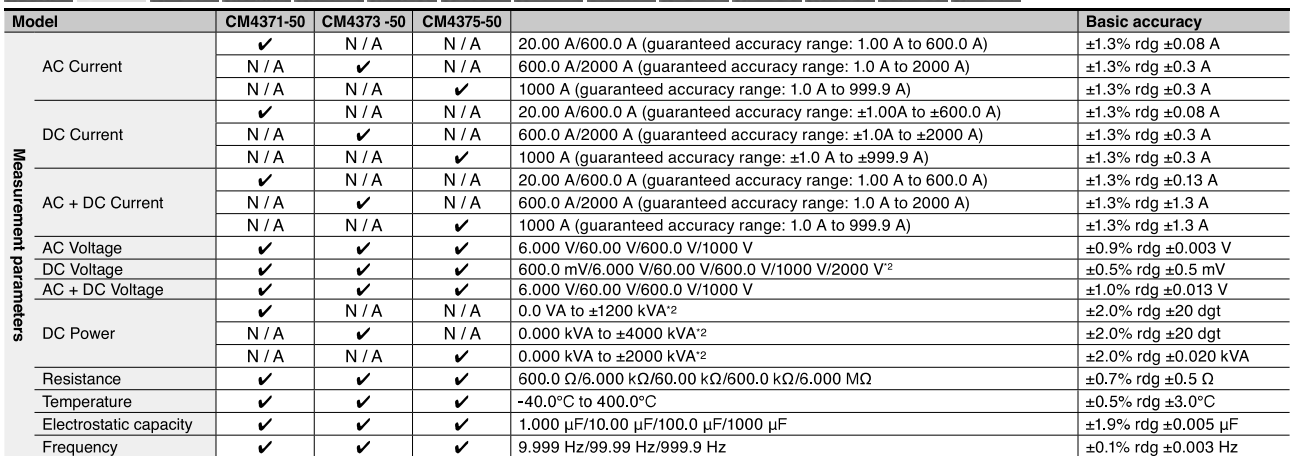 Model CM4371-50 CM4373 -50 CM4375-50 Basic accuracy
Measurement parameters
AC Current
✔ N / A N / A 20.00 A/600.0 A (guaranteed accuracy range: 1.00 A to 600.0 A) ±1.3% rdg ±0.08 A
N / A ✔ N / A 600.0 A/2000 A (guaranteed accuracy range: 1.0 A to 2000 A) ±1.3% rdg ±0.3 A
N / A N / A ✔ 1000 A (guaranteed accuracy range: 1.0 A to 999.9 A) ±1.3% rdg ±0.3 A
DC Current
✔ N / A N / A 20.00 A/600.0 A (guaranteed accuracy range: ±1.00A to ±600.0 A) ±1.3% rdg ±0.08 A
N / A ✔ N / A 600.0 A/2000 A (guaranteed accuracy range: ±1.0A to ±2000 A) ±1.3% rdg ±0.3 A
N / A N / A ✔ 1000 A (guaranteed accuracy range: ±1.0 A to ±999.9 A) ±1.3% rdg ±0.3 A
AC + DC Current
✔ N / A N / A 20.00 A/600.0 A (guaranteed accuracy range: 1.00 A to 600.0 A) ±1.3% rdg ±0.13 A
N / A ✔ N / A 600.0 A/2000 A (guaranteed accuracy range: 1.0 A to 2000 A) ±1.3% rdg ±1.3 A
N / A N / A ✔ 1000 A (guaranteed accuracy range: 1.0 A to 999.9 A) ±1.3% rdg ±1.3 A
AC Voltage ✔ ✔ ✔ 6.000 V/60.00 V/600.0 V/1000 V ±0.9% rdg ±0.003 V
DC Voltage ✔ ✔ ✔ 600.0 mV/6.000 V/60.00 V/600.0 V/1000 V/2000 V*2 ±0.5% rdg ±0.5 mV
AC + DC Voltage ✔ ✔ ✔ 6.000 V/60.00 V/600.0 V/1000 V ±1.0% rdg ±0.013 V
DC Power
✔ N / A N / A 0.0 VA to ±1200 kVA*2 ±2.0% rdg ±20 dgt
N / A ✔ N / A 0.000 kVA to ±4000 kVA*2 ±2.0% rdg ±20 dgt
N / A N / A ✔ 0.000 kVA to ±2000 kVA*2 ±2.0% rdg ±0.020 kVA
Resistance ✔ ✔ ✔ 600.0 Ω/6.000 kΩ/60.00 kΩ/600.0 kΩ/6.000 MΩ ±0.7% rdg ±0.5 Ω
Temperature ✔ ✔ ✔ -40.0°C to 400.0°C ±0.5% rdg ±3.0°C
Electrostatic capacity ✔ ✔ ✔ 1.000 µF/10.00 µF/100.0 µF/1000 µF ±1.9% rdg ±0.005 µF
Frequency ✔ ✔ ✔ 9.999 Hz/99.99 Hz/999.9 Hz ±0.1% rdg ±0.003 Hz